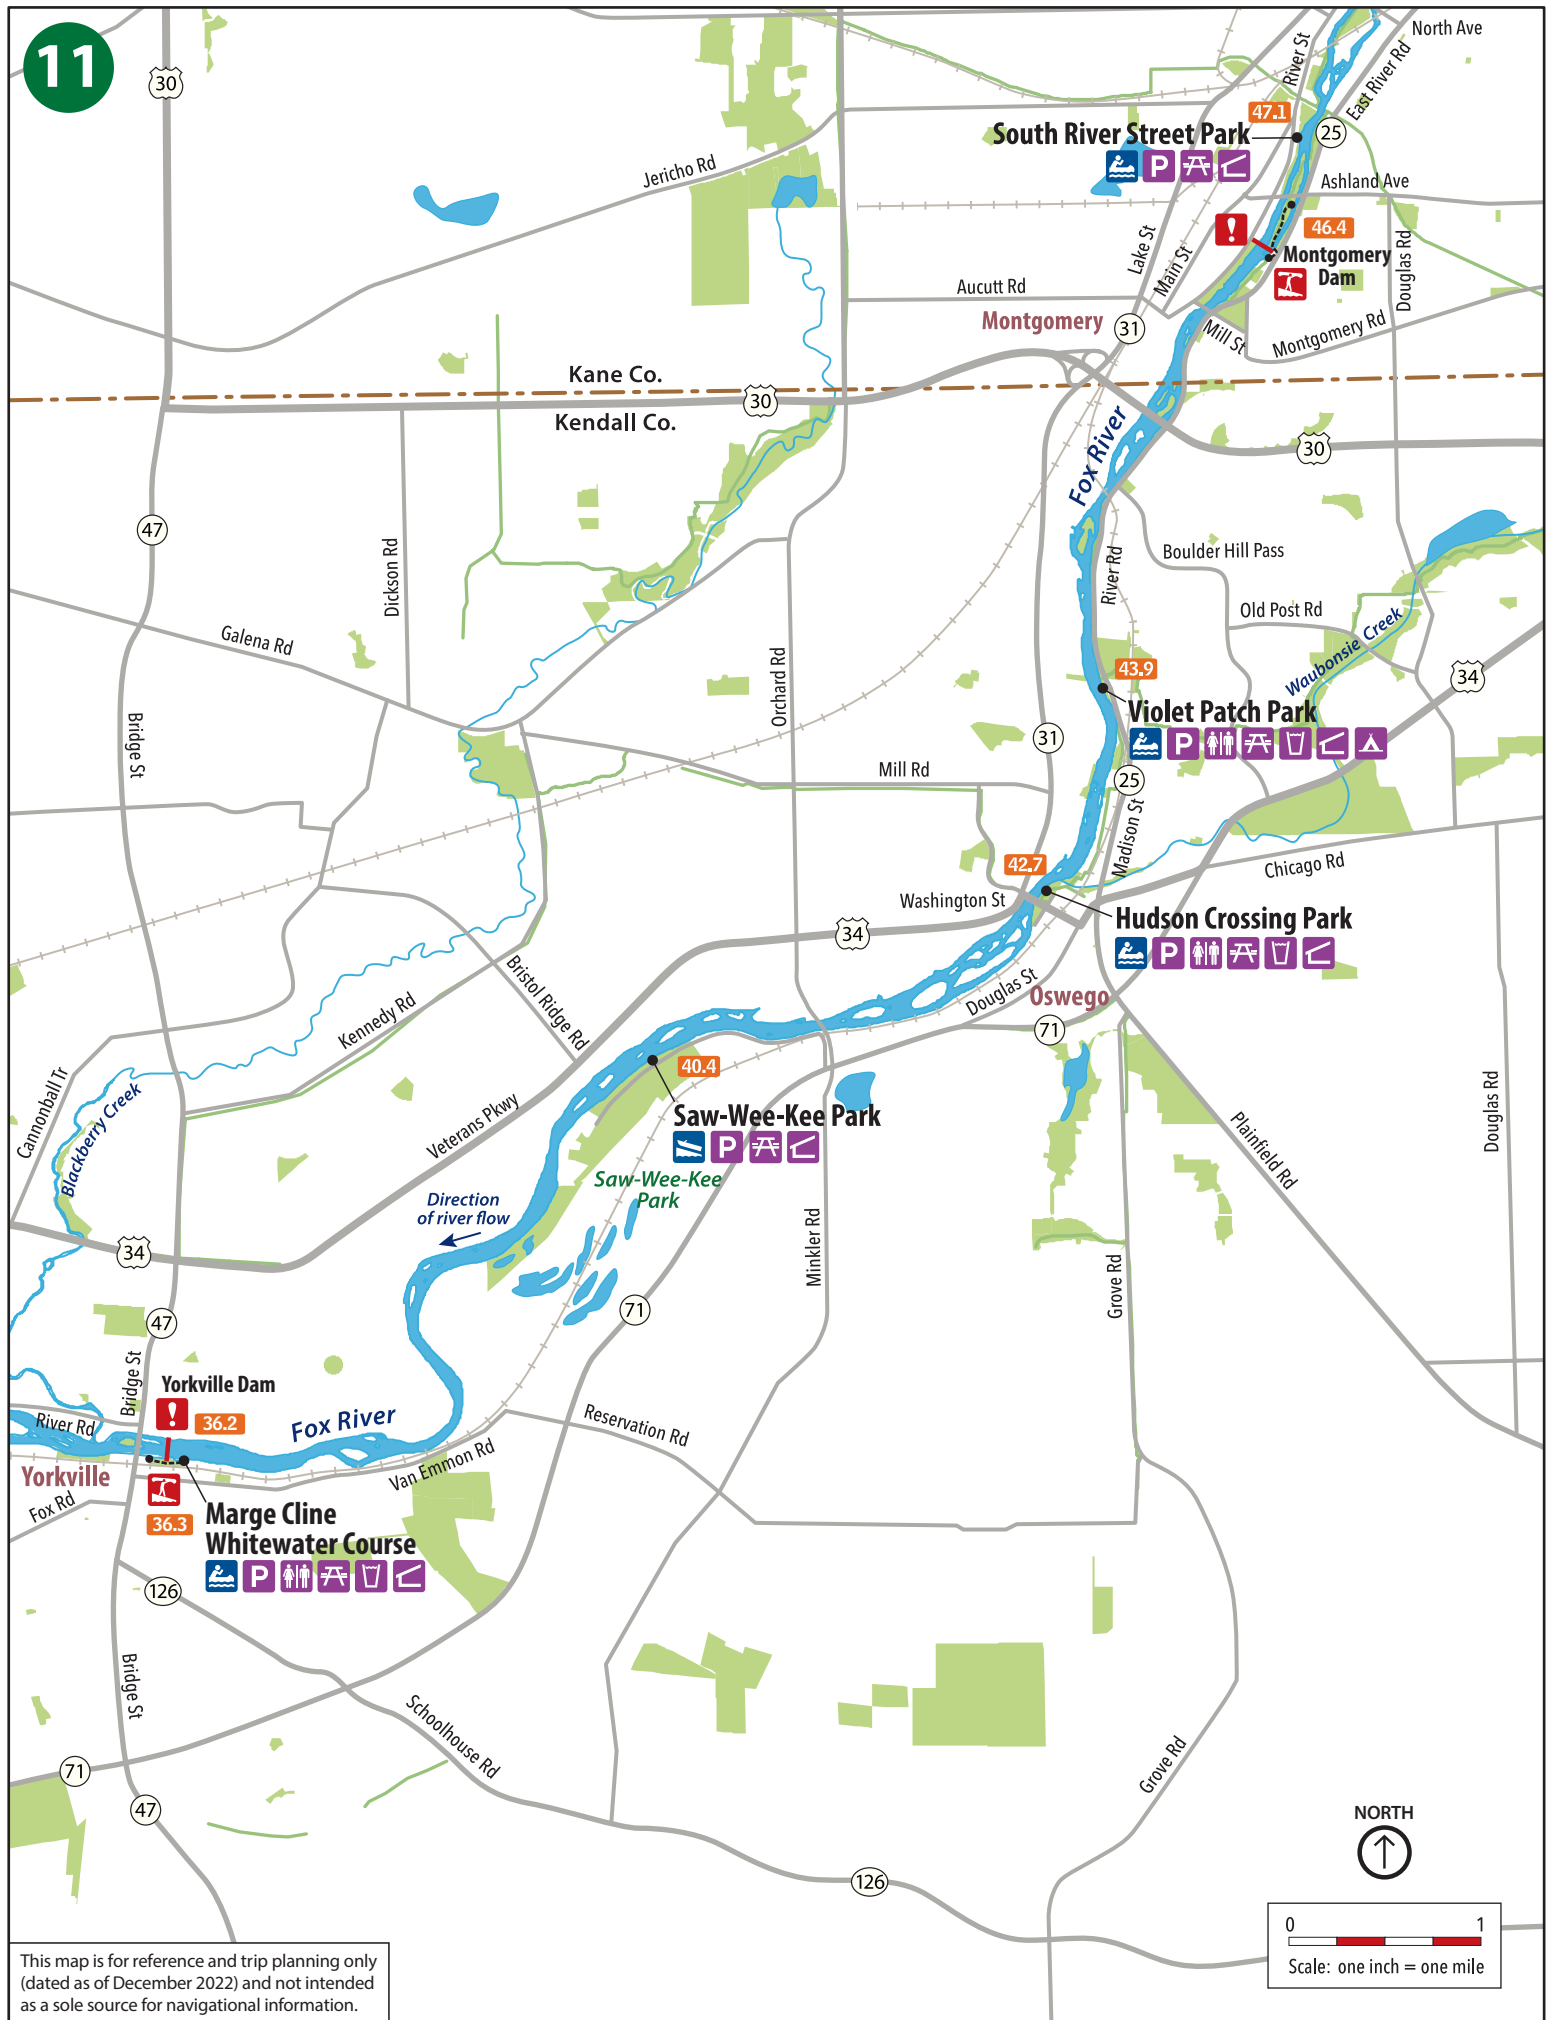 11
30
North Ave
River St
East River Rd
47.1
South River Street Park
25
P
Jericho Rd
Ashland Ave
!
46.4
Lake St
Main St
Montgomery
Dam
Douglas Rd
Aucutt Rd
Montgomery
31
Mill St
Montgomery Rd
Kane Co.
30
Kendall Co.
Fox River
30
47
Dickson Rd
River Rd
Boulder Hill Pass
Old Post Rd
Waubonsie Creek
Galena Rd
34
Orchard Rd
43.9
Violet Patch Park
P
Bridge St
31
Mill Rd
25
Madison St
42.7
Chicago Rd
Washington St
34
Hudson Crossing Park
P
Bristol Ridge Rd
Kennedy Rd
Douglas St
Oswego
71
40.4
Cannonball Tr
Blackberry Creek
Veterans Pkwy
Saw-Wee-Kee Park
P
Saw-Wee-Kee
Park
Plainfield Rd
Douglas Rd
Direction
of river flow
Minkler Rd
34
Grove Rd
47
71
Bridge St
Yorkville Dam
!
36.2
Fox River
River Rd
Reservation Rd
Van Emmon Rd
Yorkville
Fox Rd
36.3
Marge Cline
Whitewater Course
P
126
Bridge St
Schoolhouse Rd
71
47
Grove Rd
NORTH
126
0 1
Scale: one inch = one mile
This map is for reference and trip planning only
(dated as of December 2022) and not intended
as a sole source for navigational information.